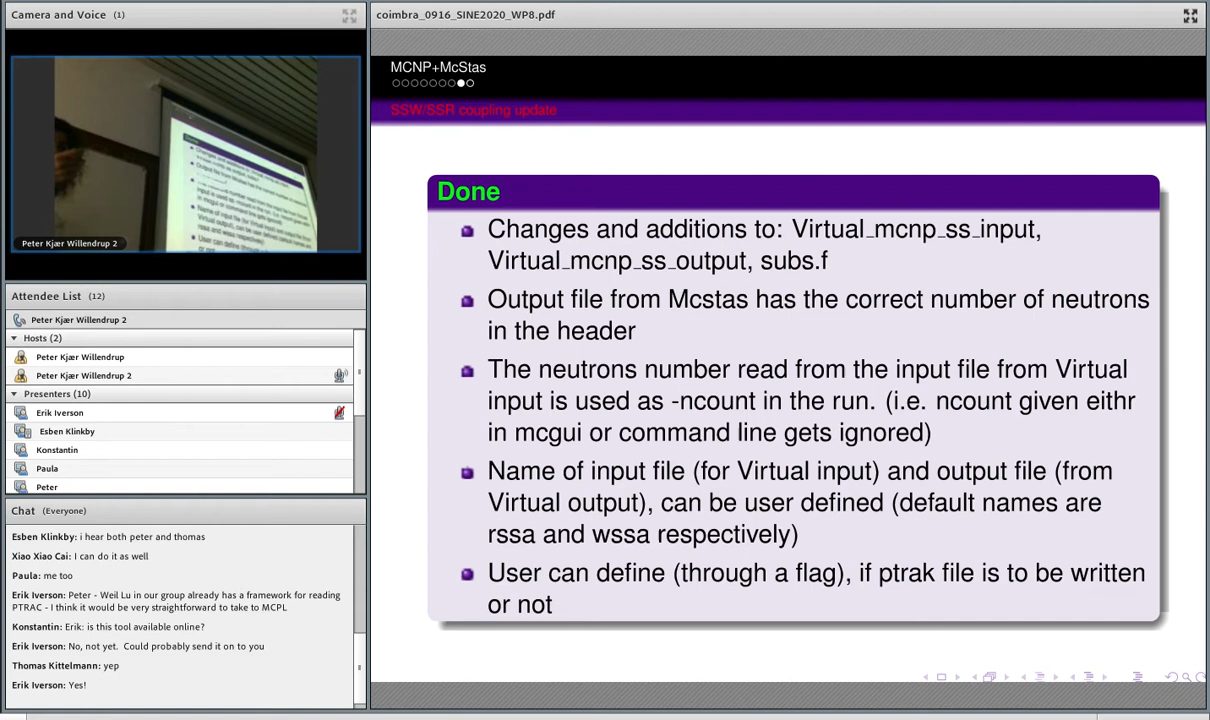 Camera and Voice (1)
Peter Kjær Willendrup 2
Attendee List (12)
Peter Kjær Willendrup 2
Hosts (2)
Peter Kjær Willendrup
Peter Kjær Willendrup 2
Presenters (10)
Erik Iverson
Esben Klinkby
Konstantin
Paula
Peter
Chat (Everyone)
Esben Klinkby: i hear both peter and thomas
Xiao Xiao Cai: I can do it as well
Paula: me too
Erik Iverson: Peter - Weil Lu in our group already has a framework for reading
PTRAC - I think it would be very straightforward to take to MCPL
Konstantin: Erik: is this tool available online?
Erik Iverson: No, not yet. Could probably send it on to you
Thomas Kittelmann: yep
Erik Iverson: Yes!
coimbra_0916_SINE2020_WP8.pdf
MCNP+McStas
SSW/SSR coupling update
Done
Changes and additions to: Virtual_mcnp_ss_input,
Virtual_mcnp_ss_output, subs.f
Output file from Mcstas has the correct number of neutrons
in the header
The neutrons number read from the input file from Virtual
input is used as -ncount in the run. (i.e. ncount given eithr
in mcgui or command line gets ignored)
Name of input file (for Virtual input) and output file (from
Virtual output), can be user defined (default names are
rssa and wssa respectively)
User can define (through a flag), if ptrak file is to be written
or not